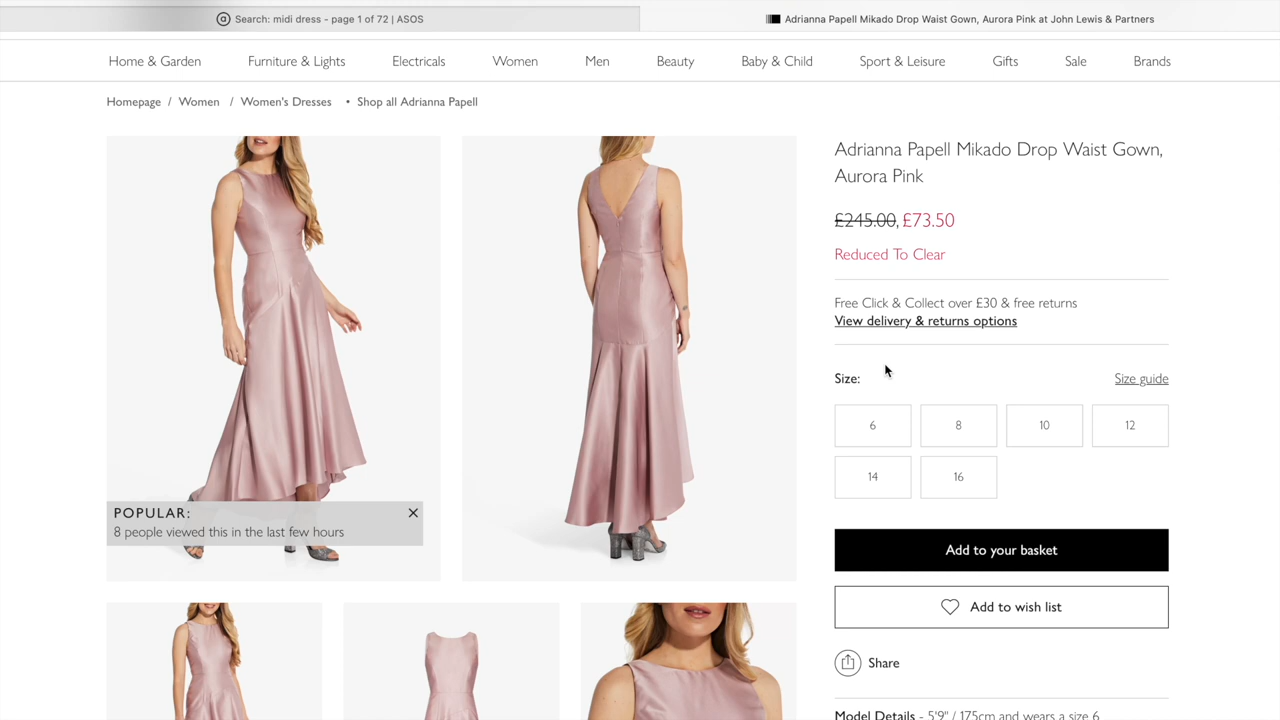 Search: midi dress - page 1 of 72 | ASOS
Adrianna Papell Mikado Drop Waist Gown, Aurora Pink at John Lewis & Partners
Home & Garden Furniture & Lights Electricals Women Men Beauty Baby & Child Sport & Leisure Gifts Sale Brands
Homepage / Women / Women's Dresses • Shop all Adrianna Papell
Adrianna Papell Mikado Drop Waist Gown,
Aurora Pink
£245.00, £73.50
Reduced To Clear
Free Click & Collect over £30 & free returns
View delivery & returns options
Size: Size guide
6 8 10 12
14 16
POPULAR:
8 people viewed this in the last few hours
Add to your basket
Add to wish list
Share
Model Details - 5'9" / 175cm and wears a size 6